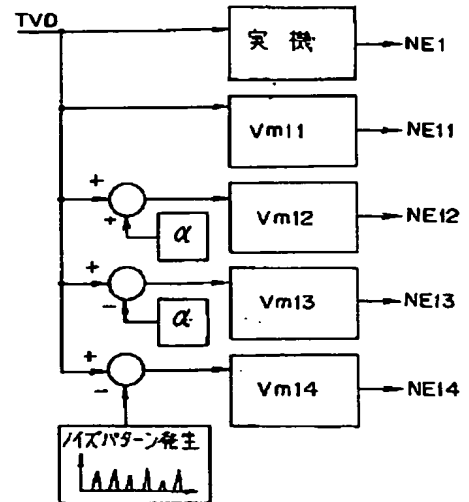 TVO
実機
NE1
Vm11
NE11
+
+
α
Vm12
NE12
+
−
α
Vm13
NE13
+
−
Vm14
NE14
ノイズパターン発生